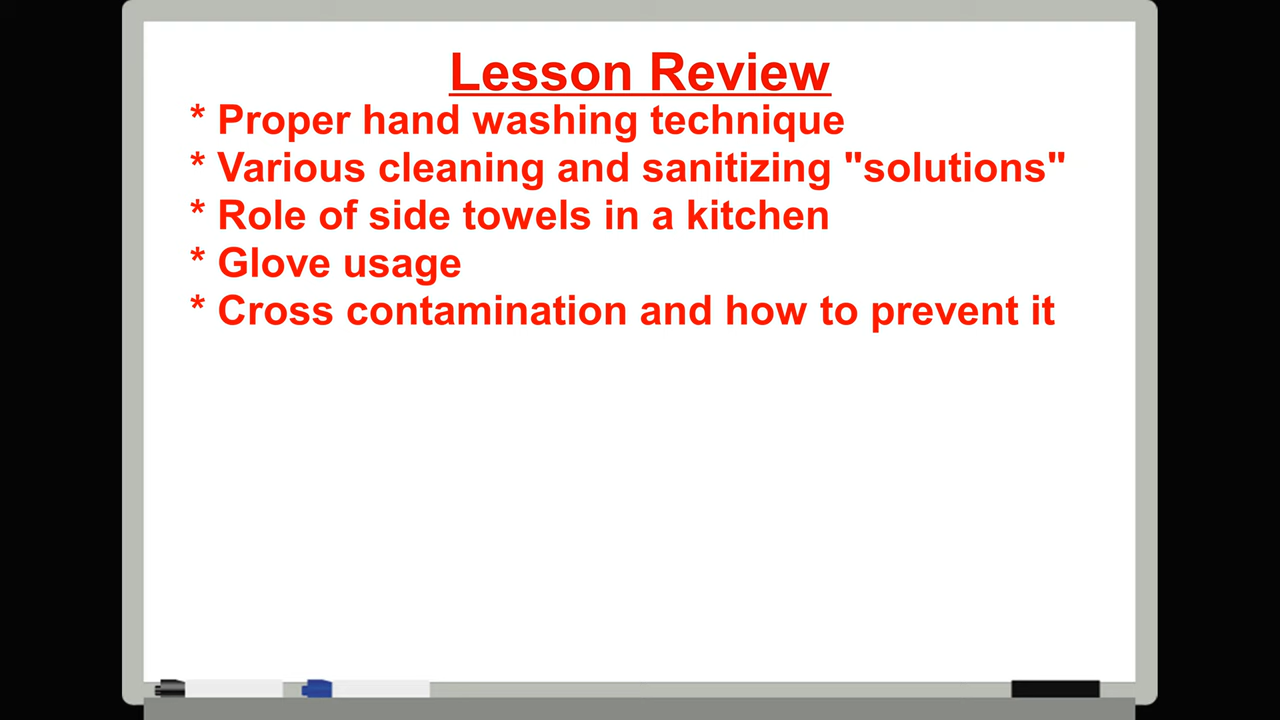 Lesson Review
* Proper hand washing technique
* Various cleaning and sanitizing "solutions"
* Role of side towels in a kitchen
* Glove usage
* Cross contamination and how to prevent it